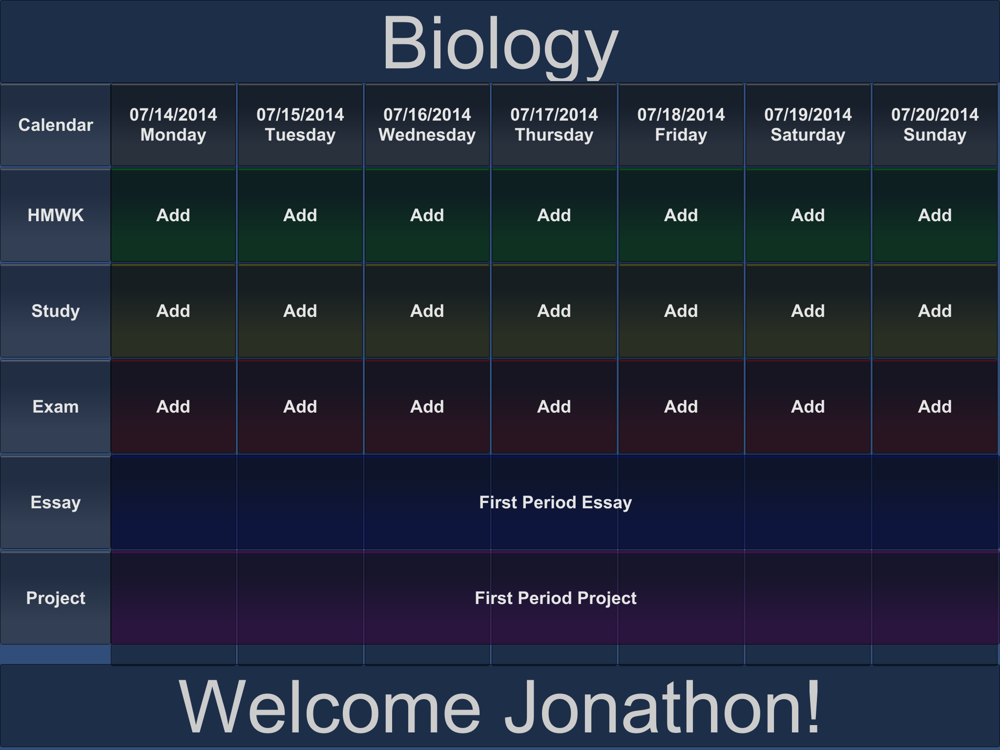 Biology
Calendar
07/14/2014
Monday
07/15/2014
Tuesday
07/16/2014
Wednesday
07/17/2014
Thursday
07/18/2014
Friday
07/19/2014
Saturday
07/20/2014
Sunday
HMWK Add Add Add Add Add Add Add
Study Add Add Add Add Add Add Add
Exam Add Add Add Add Add Add Add
Essay First Period Essay
Project First Period Project
Welcome Jonathon!